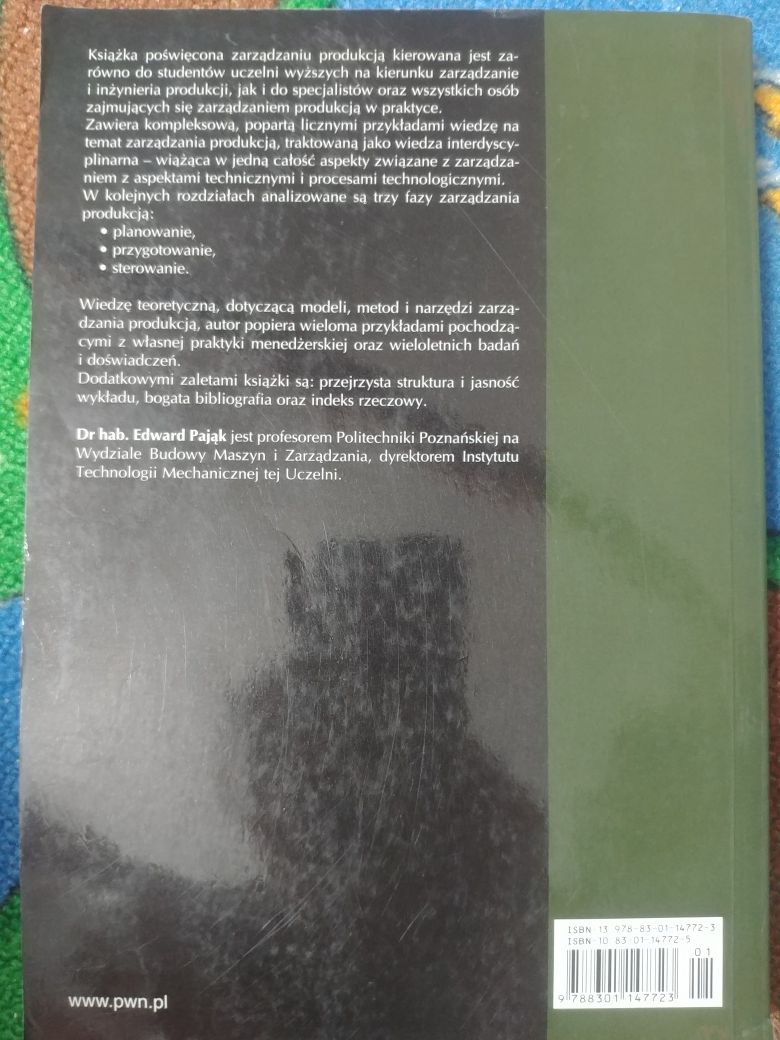 Książka poświęcona zarządzaniu produkcją kierowana jest za-
równo do studentów uczelni wyższych na kierunku zarządzanie
i inżynieria produkcji, jak i do specjalistów oraz wszystkich osób
zajmujących się zarządzaniem produkcją w praktyce.
Zawiera kompleksową, popartą licznymi przykładami wiedzę na
temat zarządzania produkcją, traktowaną jako wiedza interdyscy-
plinarna – wiążąca w jedną całość aspekty związane z zarządza-
niem z aspektami technicznymi i procesami technologicznymi.
W kolejnych rozdziałach analizowane są trzy fazy zarządzania
produkcją:
• planowanie,
• przygotowanie,
• sterowanie.
Wiedzę teoretyczną, dotyczącą modeli, metod i narzędzi zarzą-
dzania produkcją, autor popiera wieloma przykładami pochodzą-
cymi z własnej praktyki menedżerskiej oraz wieloletnich badań
i doświadczeń.
Dodatkowymi zaletami książki są: przejrzysta struktura i jasność
wykładu, bogata bibliografia oraz indeks rzeczowy.
Dr hab. Edward Pająk jest profesorem Politechniki Poznańskiej na
Wydziale Budowy Maszyn i Zarządzania, dyrektorem Instytutu
Technologii Mechanicznej tej Uczelni.
www.pwn.pl
ISBN-13 978-83-01-14772-3
ISBN-10 83-01-14772-5
01
9 788301 147723